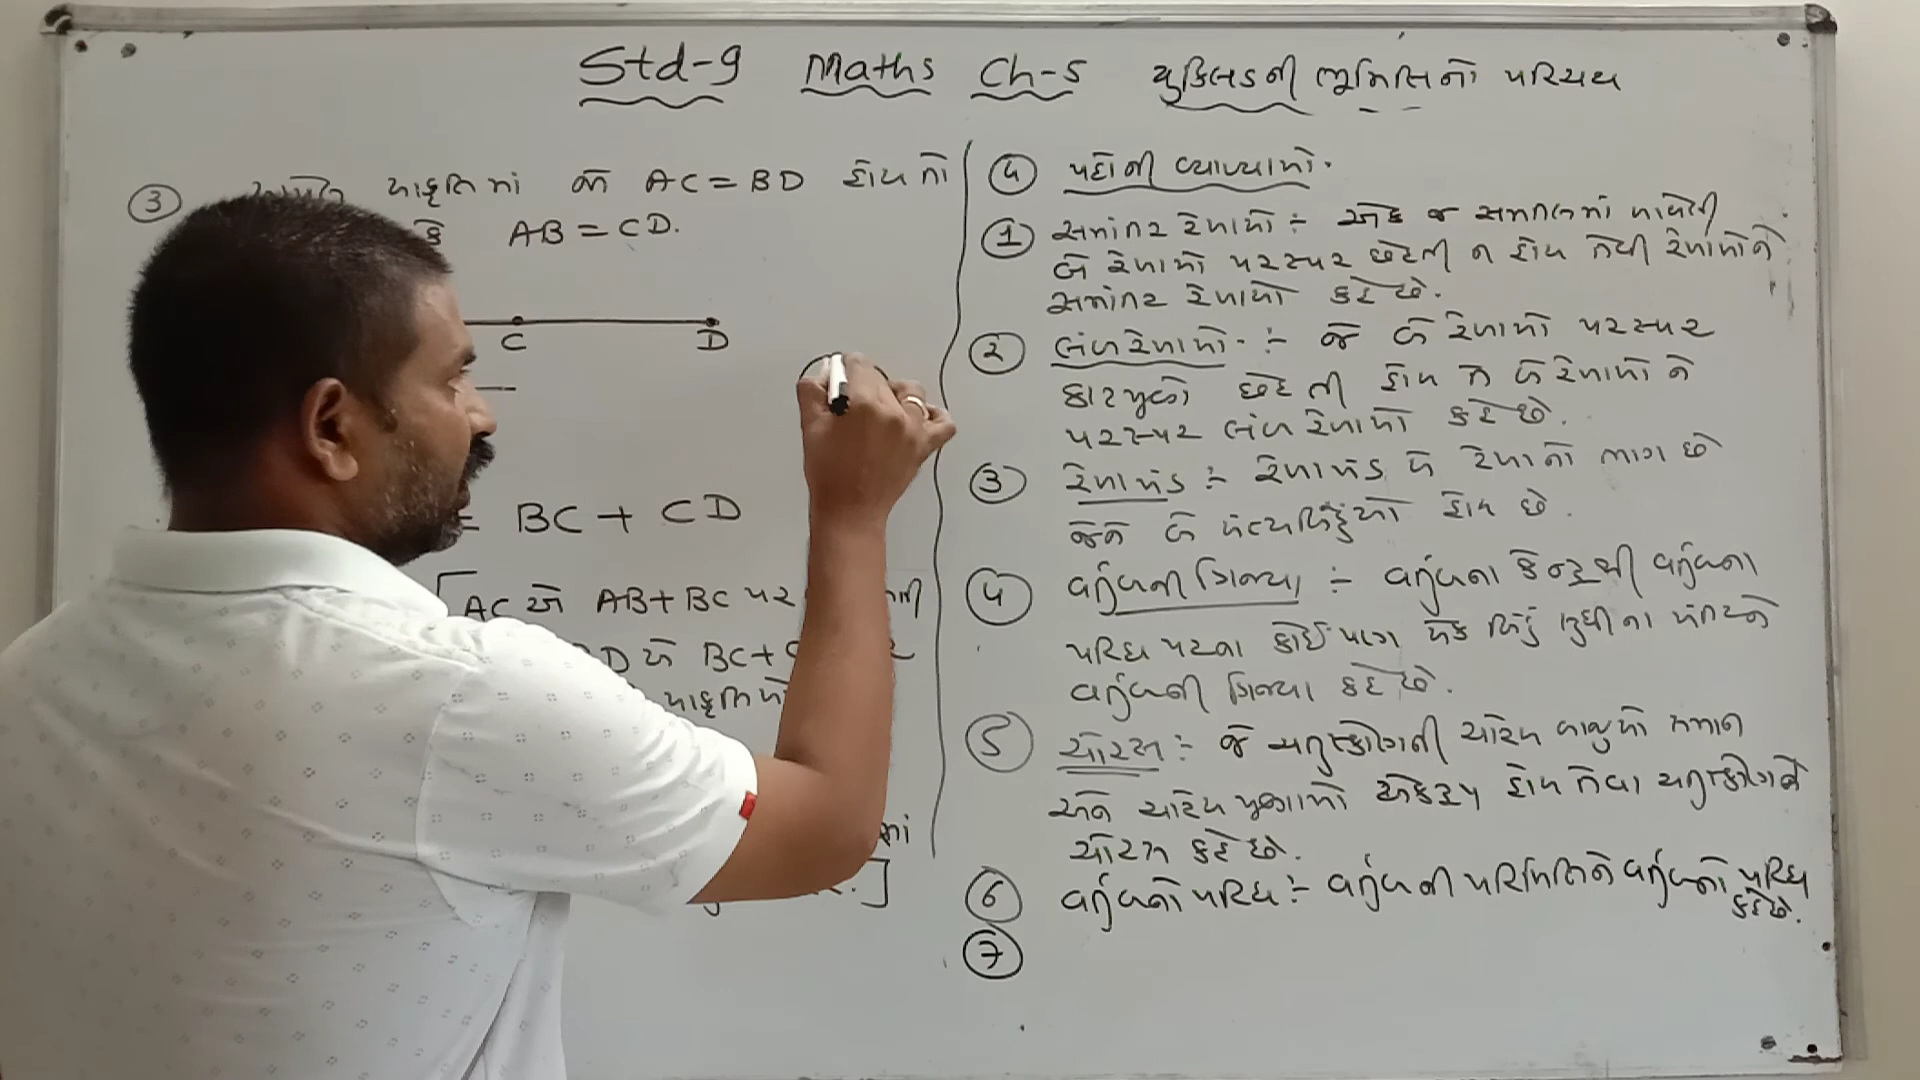 Std-9 Maths Ch-5 યુક્લિડની ભૂમિતિનો પરિચય
③ આકૃતિમાં જો AC = BD હોય તો
કે AB = CD.
C D
= BC + CD
[AC એ AB + BC પર
BD એ BC +
આકૃતિ
માં
]
④ પદોની વ્યાખ્યાઓ.
① સમાંતર રેખાઓ :- એક જ સમતલમાં આવેલી
બે રેખાઓ પરસ્પર છેદતી ન હોય તેવી રેખાઓને
સમાંતર રેખાઓ કહે છે.
② લંબરેખાઓ :- જે બે રેખાઓ પરસ્પર
કાટખૂણે છેદતી હોય તે બે રેખાઓ ને
પરસ્પર લંબ રેખાઓ કહે છે.
③ રેખાખંડ :- રેખાખંડ એ રેખાનો ભાગ છે
જેને બે અંત્યબિંદુઓ હોય છે.
④ વર્તુળની ત્રિજ્યા :- વર્તુળના કેન્દ્રથી વર્તુળના
પરિઘ પરના કોઈ પણ એક બિંદુ સુધીના અંતરને
વર્તુળની ત્રિજ્યા કહે છે.
⑤ ચોરસ :- જે ચતુષ્કોણની ચારેય બાજુઓ સમાન
અને ચારેય ખૂણાઓ એકરૂપ હોય તેવા ચતુષ્કોણને
ચોરસ કહે છે.
⑥ વર્તુળનો પરિઘ :- વર્તુળ ની પરિમિતિને વર્તુળનો પરિઘ
કહે છે.
⑦